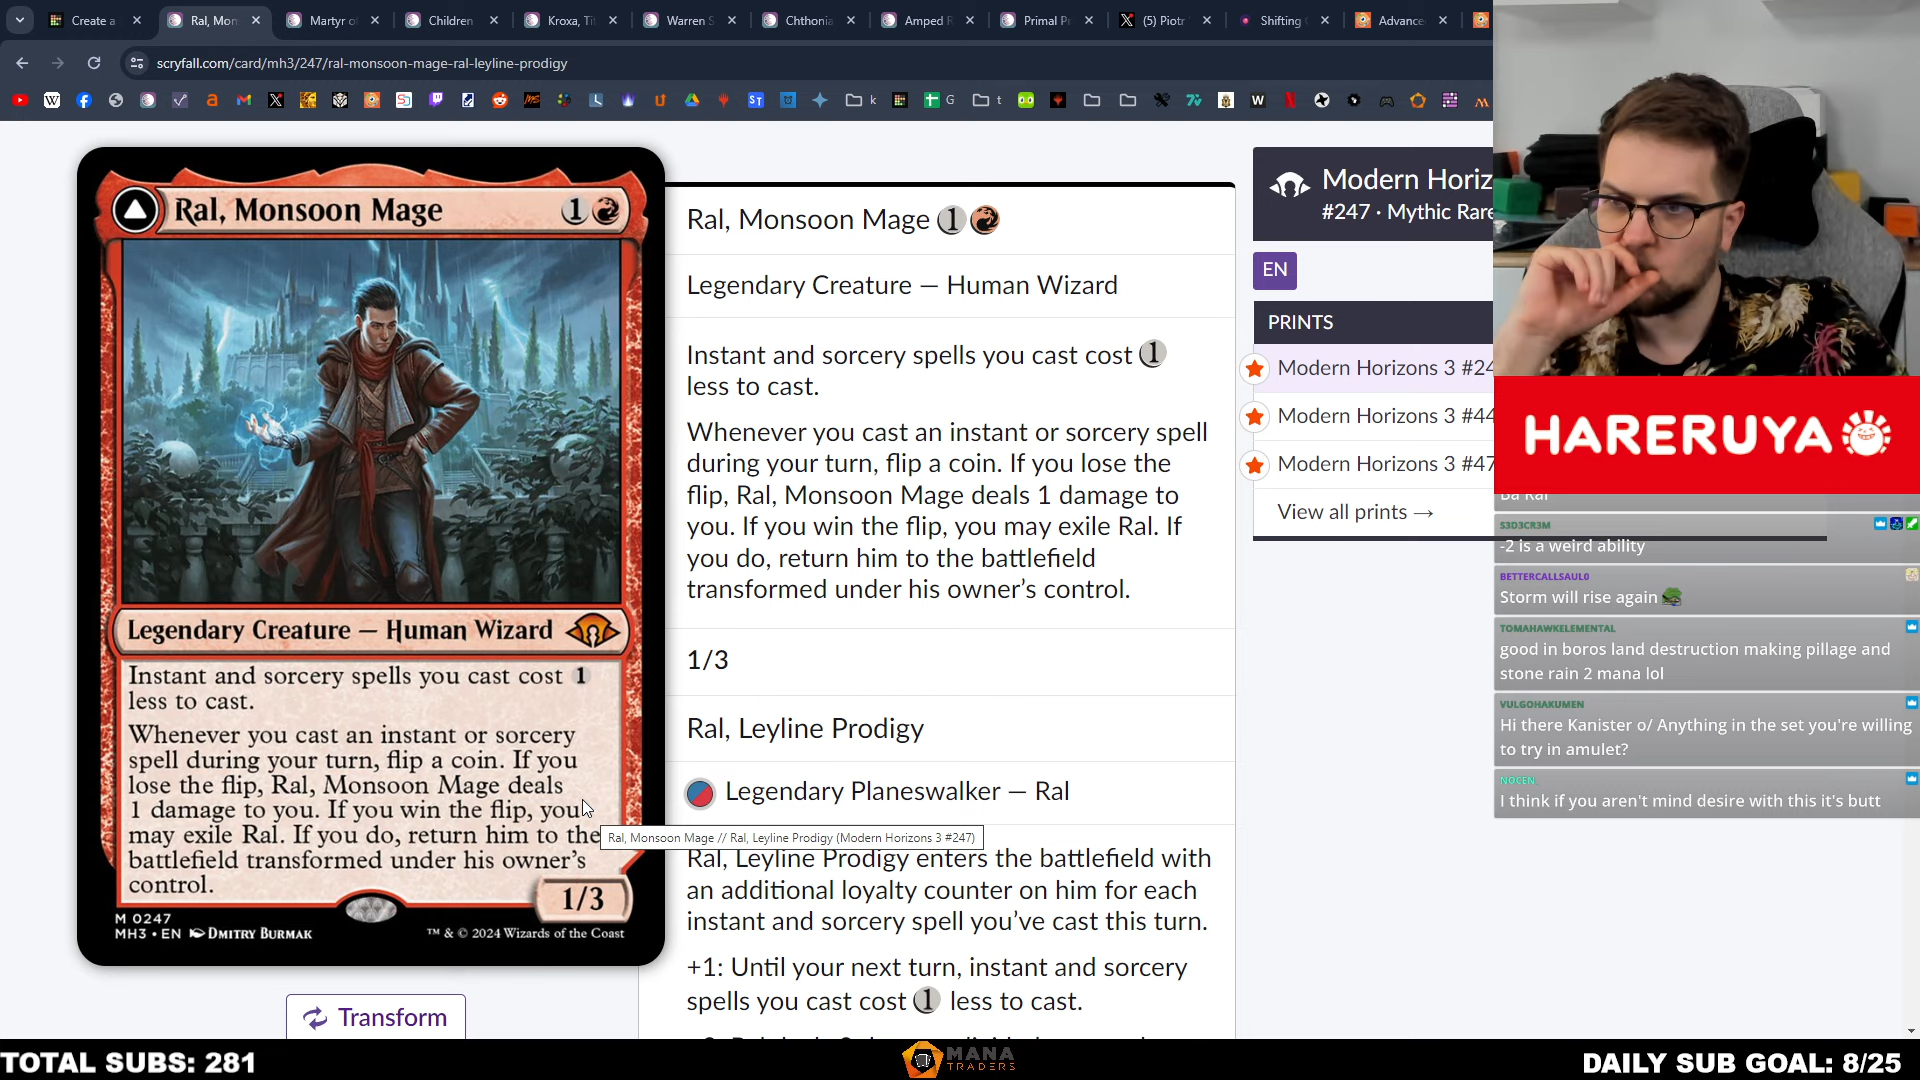 Create a
Ral, Mon
Martyr o
Children
Kroxa, Ti
Warren S
Chthonia
Amped R
Primal P
(5) Piotr
Shifting
Advance
scryfall.com/card/mh3/247/ral-monsoon-mage-ral-leyline-prodigy
k
G
t
Ral, Monsoon Mage 1
Legendary Creature — Human Wizard
Instant and sorcery spells you cast cost 1
less to cast.
Whenever you cast an instant or sorcery
spell during your turn, flip a coin. If you
lose the flip, Ral, Monsoon Mage deals
1 damage to you. If you win the flip, you
may exile Ral. If you do, return him to the
battlefield transformed under his owner's
control.
1/3
M 0247
MH3 • EN DMITRY BURMAK
™ & © 2024 Wizards of the Coast
Transform
Ral, Monsoon Mage 1
Legendary Creature — Human Wizard
Instant and sorcery spells you cast cost 1
less to cast.
Whenever you cast an instant or sorcery spell
during your turn, flip a coin. If you lose the
flip, Ral, Monsoon Mage deals 1 damage to
you. If you win the flip, you may exile Ral. If
you do, return him to the battlefield
transformed under his owner's control.
1/3
Ral, Leyline Prodigy
Legendary Planeswalker — Ral
Ral, Monsoon Mage // Ral, Leyline Prodigy (Modern Horizons 3 #247)
Ral, Leyline Prodigy enters the battlefield with
an additional loyalty counter on him for each
instant and sorcery spell you've cast this turn.
+1: Until your next turn, instant and sorcery
spells you cast cost 1 less to cast.
Modern Horiz
#247 · Mythic Rare
EN
PRINTS
Modern Horizons 3 #24
Modern Horizons 3 #44
Modern Horizons 3 #47
View all prints →
HARERUYA
Ba Ral
S3D3CR3M
-2 is a weird ability
BETTERCALLSAUL0
Storm will rise again
TOMAHAWKELEMENTAL
good in boros land destruction making pillage and
stone rain 2 mana lol
VULGOHAKUMEN
Hi there Kanister o/ Anything in the set you're willing
to try in amulet?
NOCEN
I think if you aren't mind desire with this it's butt
TOTAL SUBS: 281
MANA
TRADERS
DAILY SUB GOAL: 8/25